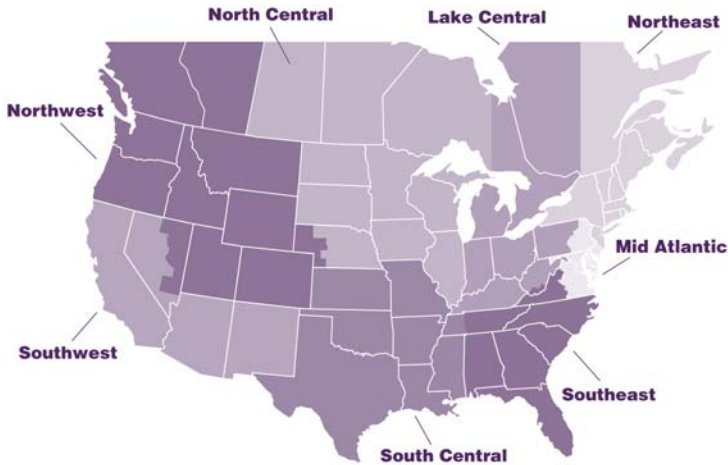 North Central
Lake Central
Northeast
Northwest
Mid Atlantic
Southwest
Southeast
South Central